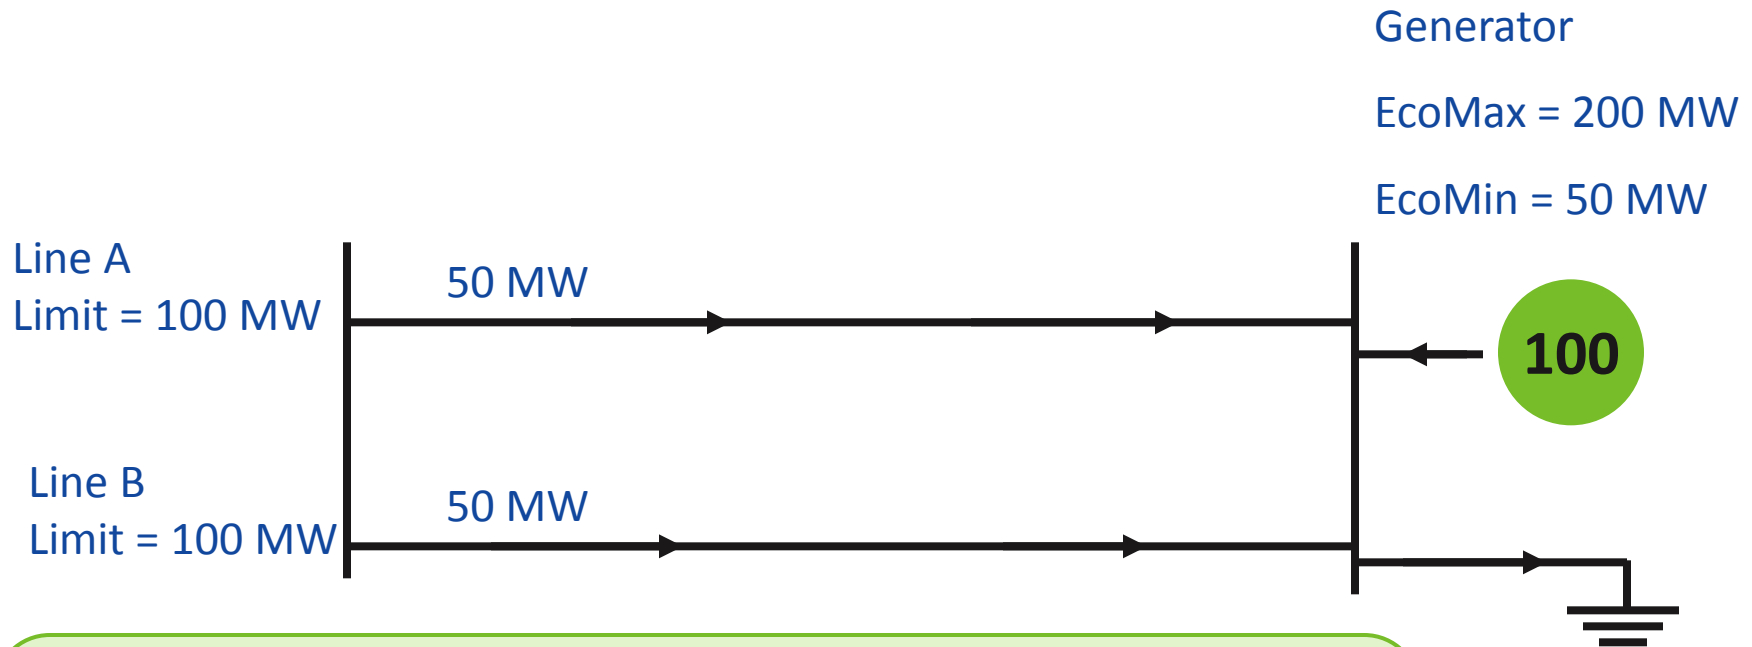 Generator
EcoMax = 200 MW
EcoMin = 50 MW
Line A
Limit = 100 MW
50 MW
100
Line B
Limit = 100 MW
50 MW